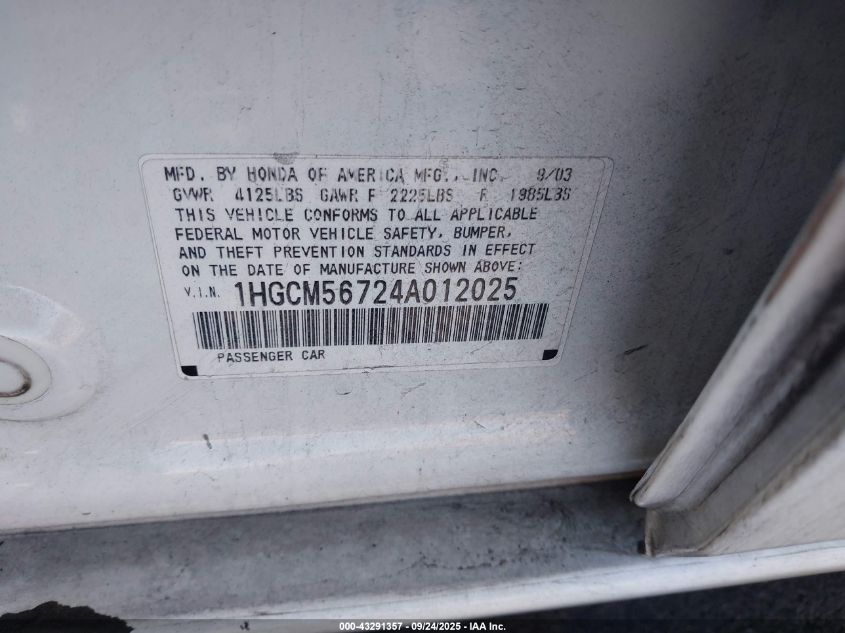 MFD. BY HONDA OF AMERICA MFG., INC. 9/03
GVWR 4125LBS GAWR F 2225LBS R 1985LBS
THIS VEHICLE CONFORMS TO ALL APPLICABLE
FEDERAL MOTOR VEHICLE SAFETY, BUMPER,
AND THEFT PREVENTION STANDARDS IN EFFECT
ON THE DATE OF MANUFACTURE SHOWN ABOVE:
V.I.N. 1HGCM56724A012025
PASSENGER CAR
000-43291357 - 09/24/2025 - IAA Inc.